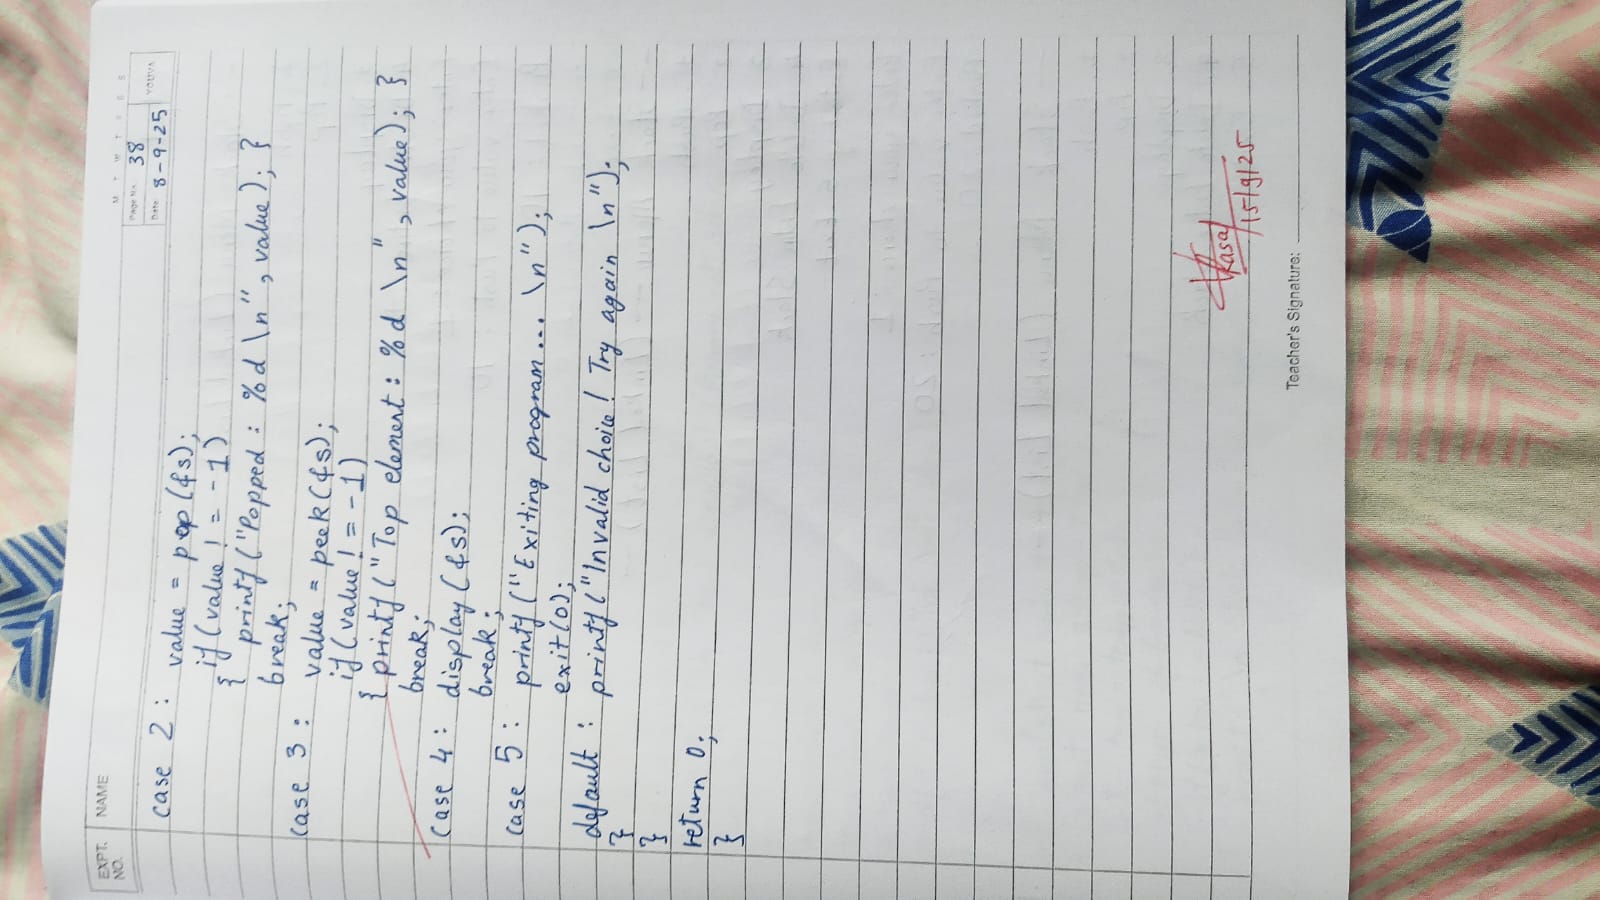 EXPT. NO.
NAME
M T W T F S S
Page No. 38
Date 8-9-25
YOUVA
case 2 : value = pop (&s);
if (value ! = -1)
{ printf ("Popped : %d \n", value); }
break;
case 3 : value = peek (&s);
if (value ! = -1)
{ printf ("Top element : %d \n", value); }
break;
case 4 : display (&s);
break;
case 5 : printf ("Exiting program... \n");
exit(0);
default : printf ("Invalid choice! Try again \n");
}
}
return 0;
}
15/9/25
Teacher's Signature: